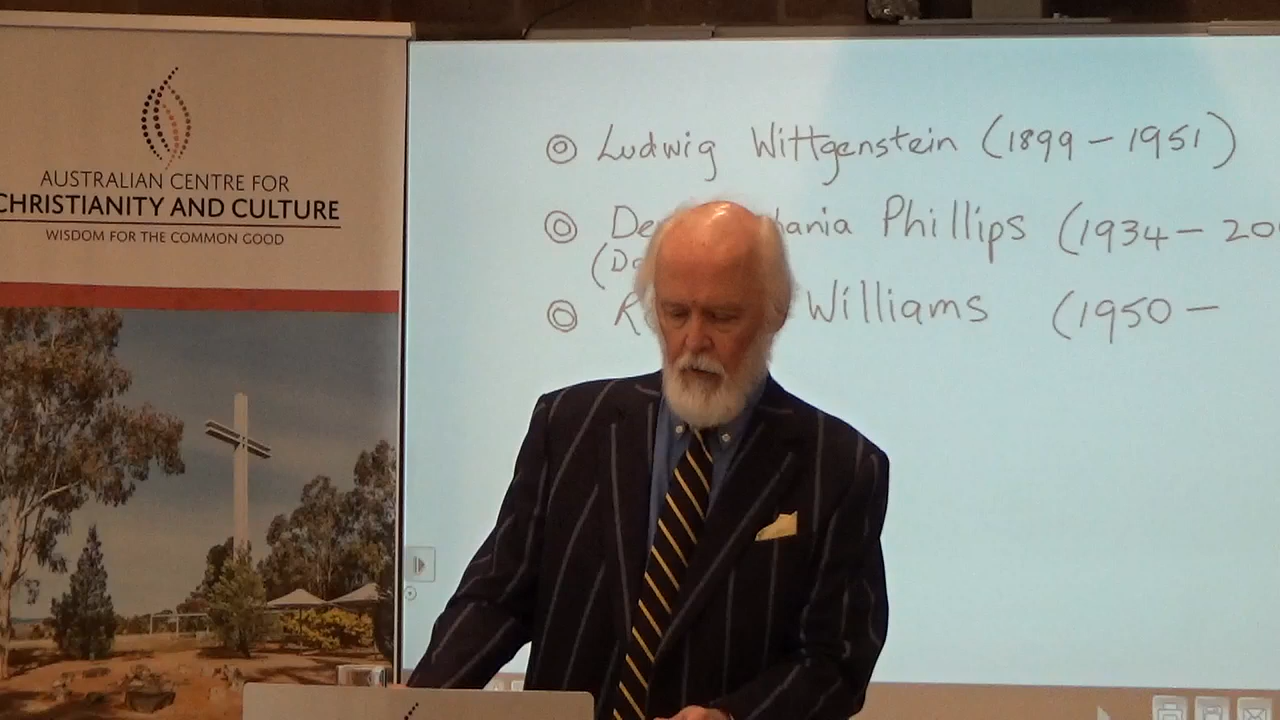 AUSTRALIAN CENTRE FOR
CHRISTIANITY AND CULTURE
WISDOM FOR THE COMMON GOOD
Ludwig Wittgenstein (1899 – 1951)
Phillips (1934 – 20
Williams (1950 –